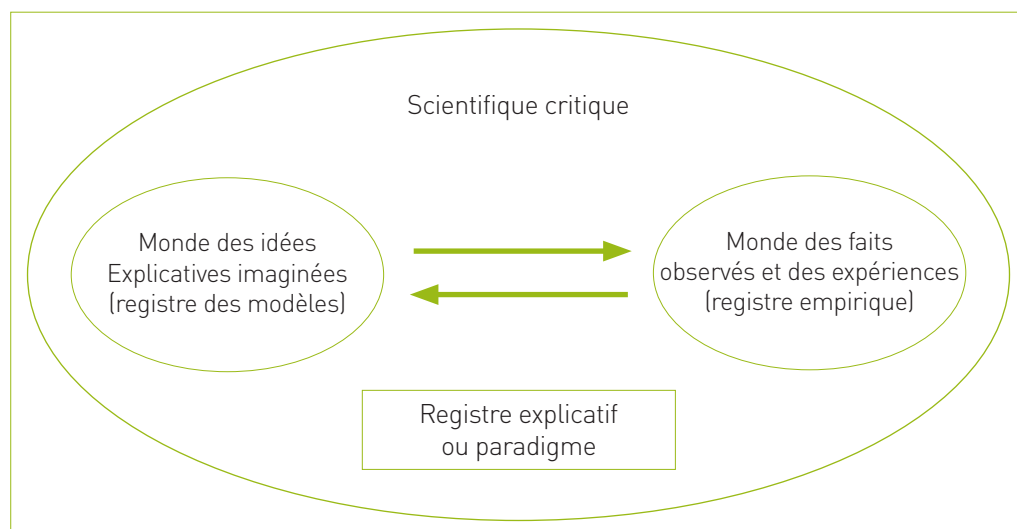 Scientifique critique
Monde des idées
Explicatives imaginées
(registre des modèles)
Monde des faits
observés et des expériences
(registre empirique)
Registre explicatif
ou paradigme